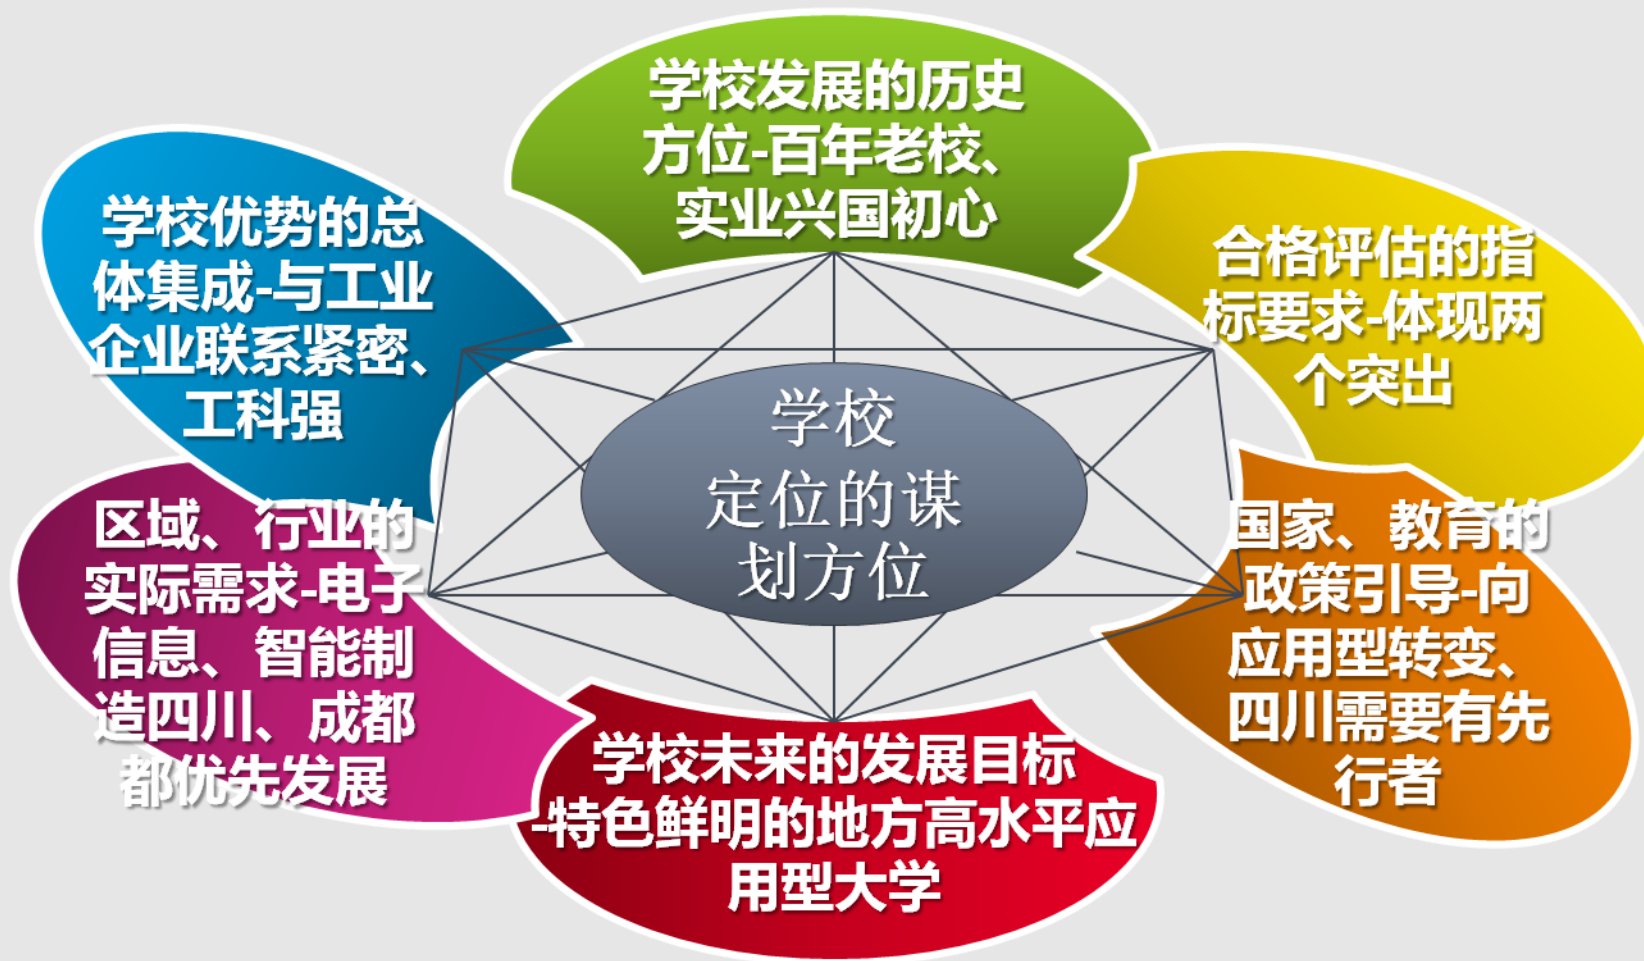 学校发展的历史
方位-百年老校、
实业兴国初心
学校优势的总
体集成-与工业
企业联系紧密、
工科强
合格评估的指
标要求-体现两
个突出
学校
定位的谋
划方位
区域、行业的
实际需求-电子
信息、智能制
造四川、成都
都优先发展
国家、教育的
政策引导-向
应用型转变、
四川需要有先
行者
学校未来的发展目标
-特色鲜明的地方高水平应
用型大学